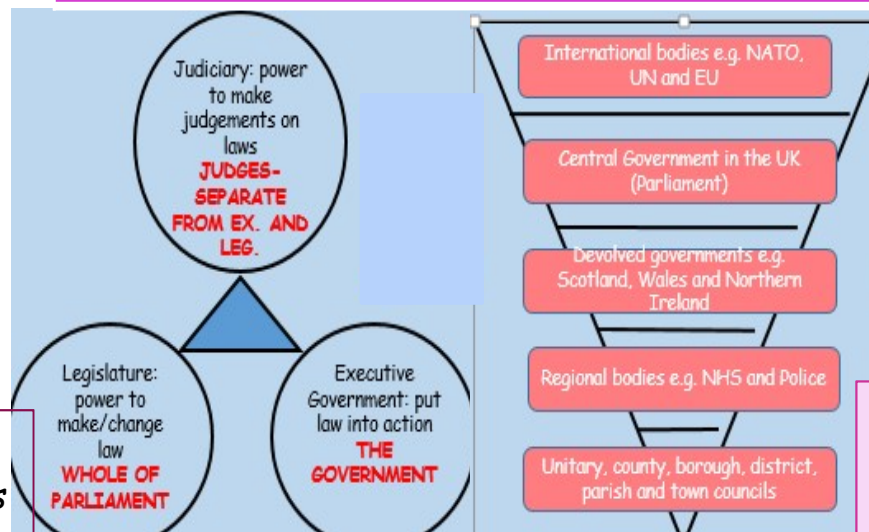 Judiciary: power
to make
judgements on
laws
JUDGES-
SEPARATE
FROM EX. AND
LEG.
Legislature:
power to
make/change
law
WHOLE OF
PARLIAMENT
Executive
Government: put
law into action
THE
GOVERNMENT
International bodies e.g. NATO,
UN and EU
Central Government in the UK
(Parliament)
Devolved governments e.g.
Scotland, Wales and Northern
Ireland
Regional bodies e.g. NHS and Police
Unitary, county, borough, district,
parish and town councils